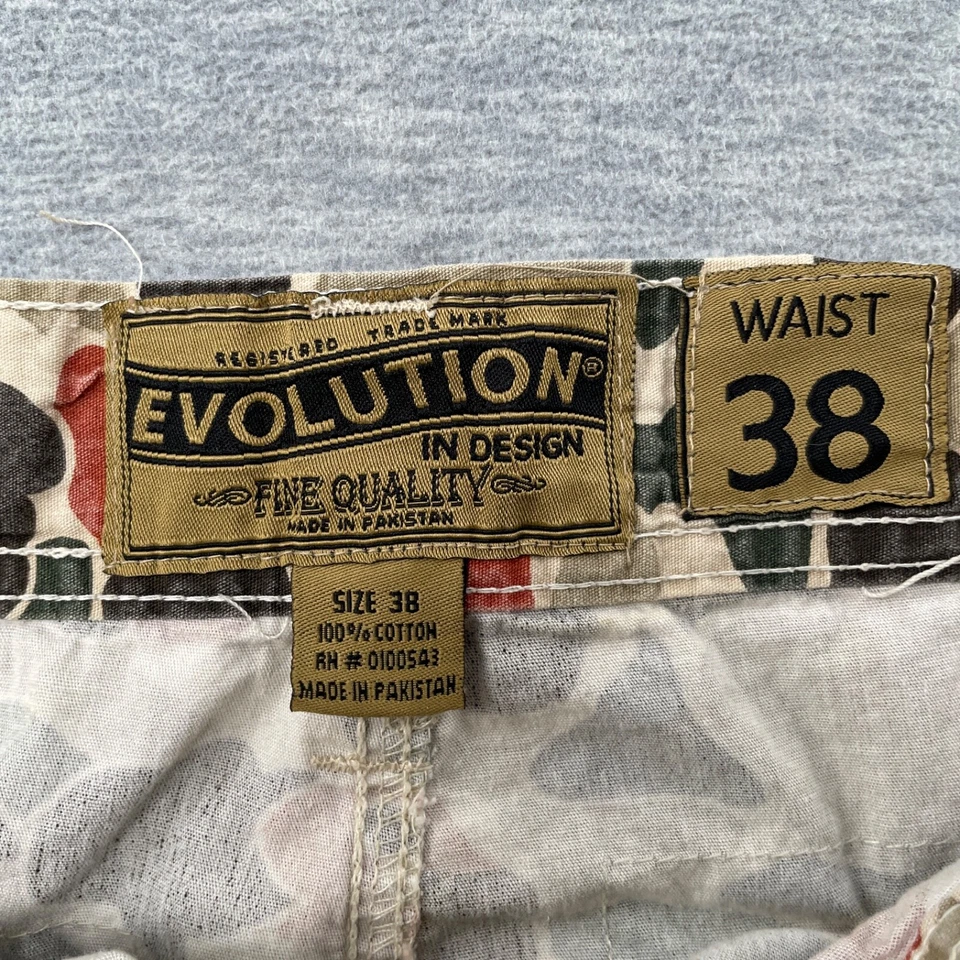 REGISTERED TRADE MARK
EVOLUTION®
IN DESIGN
FINE QUALITY
MADE IN PAKISTAN
WAIST
38
SIZE 38
100% COTTON
RN # 0100543
MADE IN PAKISTAN